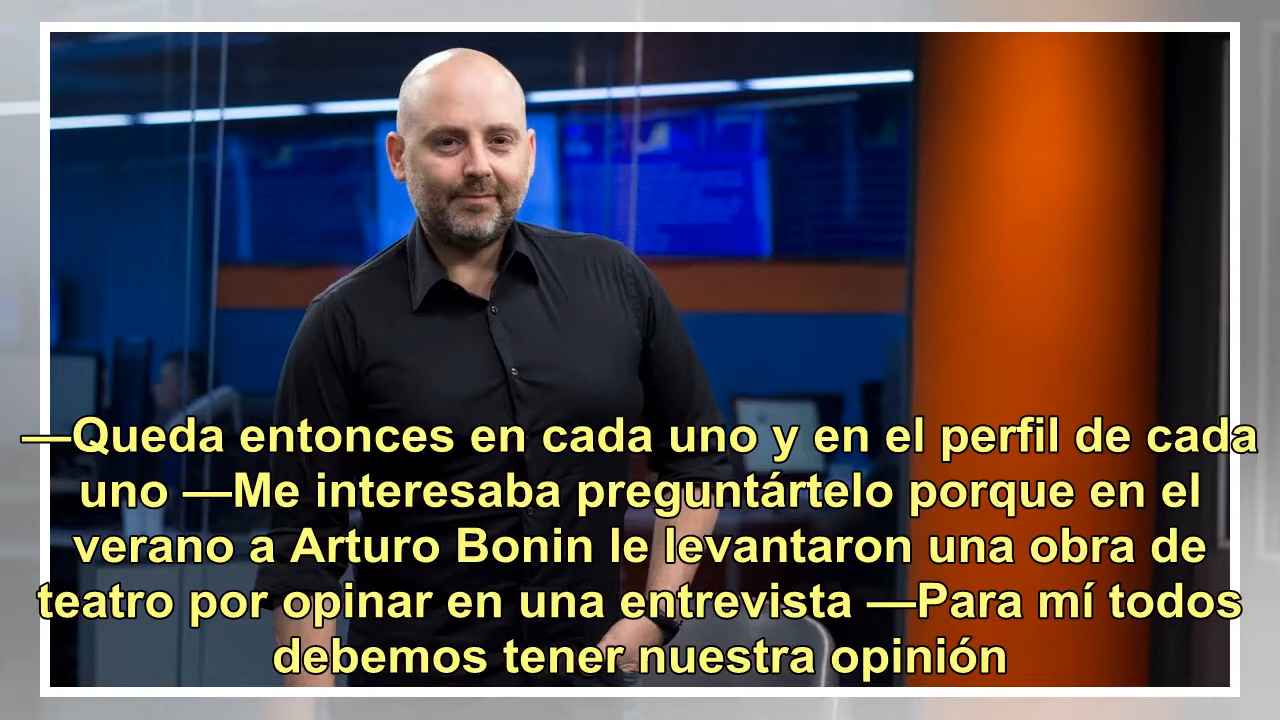 —Queda entonces en cada uno y en el perfil de cada
uno —Me interesaba preguntártelo porque en el
verano a Arturo Bonin le levantaron una obra de
teatro por opinar en una entrevista —Para mí todos
debemos tener nuestra opinión